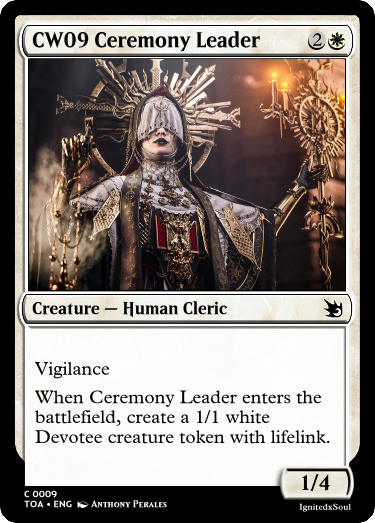 CW09 Ceremony Leader 2
Creature — Human Cleric
Vigilance
When Ceremony Leader enters the
battlefield, create a 1/1 white
Devotee creature token with lifelink.
1/4
C 0009
TOA • ENG Anthony Perales
IgnitedxSoul